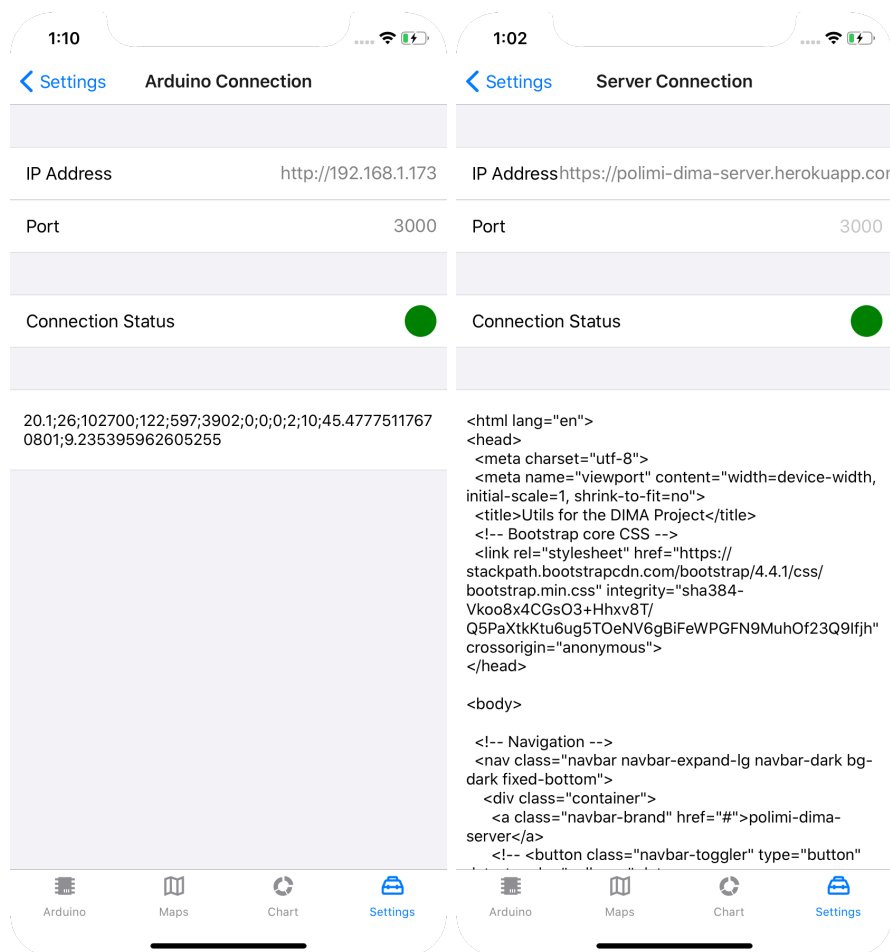 1:10
Settings
Arduino Connection
IP Address
http://192.168.1.173
Port
3000
Connection Status
20.1;26;102700;122;597;3902;0;0;0;2;10;45.4777511767
0801;9.235395962605255
Arduino
Maps
Chart
Settings
1:02
Settings
Server Connection
IP Address
https://polimi-dima-server.herokuapp.cor
Port
3000
Connection Status
<html lang="en">
<head>
<meta charset="utf-8">
<meta name="viewport" content="width=device-width,
initial-scale=1, shrink-to-fit=no">
<title>Utils for the DIMA Project</title>
<!-- Bootstrap core CSS -->
<link rel="stylesheet" href="https://
stackpath.bootstrapcdn.com/bootstrap/4.4.1/css/
bootstrap.min.css" integrity="sha384-
Vkoo8x4CGsO3+Hhxv8T/
Q5PaXtkKtu6ug5TOeNV6gBiFeWPGFN9MuhOf23Q9Ifjh"
crossorigin="anonymous">
</head>
<body>
<!-- Navigation -->
<nav class="navbar navbar-expand-lg navbar-dark bg-
dark fixed-bottom">
<div class="container">
<a class="navbar-brand" href="#">polimi-dima-
server</a>
<!-- <button class="navbar-toggler" type="button"
Arduino
Maps
Chart
Settings